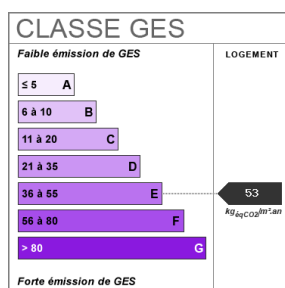 CLASSE GES
Faible émission de GES
LOGEMENT
≤ 5 A
6 à 10 B
11 à 20 C
21 à 35 D
36 à 55 E
53
kgéqCO2/m².an
56 à 80 F
> 80 G
Forte émission de GES